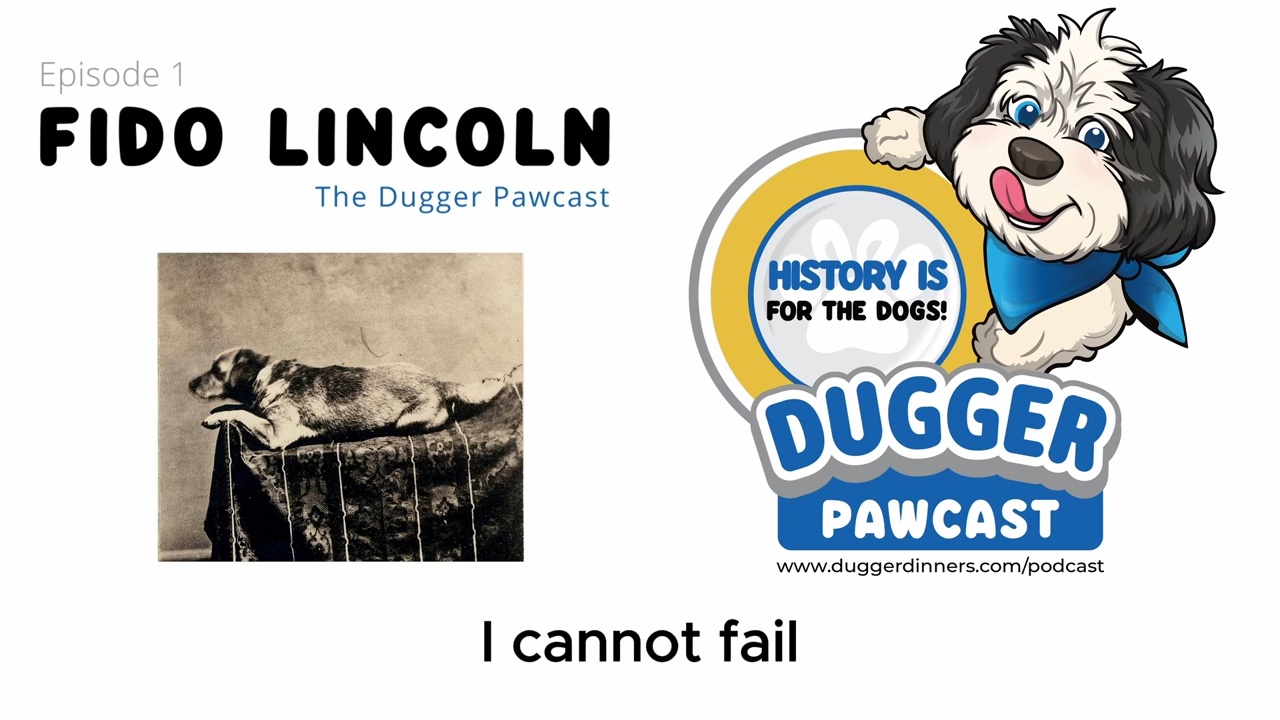 Episode 1
FIDO LINCOLN
The Dugger Pawcast
HISTORY IS
FOR THE DOGS!
DUGGER
PAWCAST
www.duggerdinners.com/podcast
I cannot fail